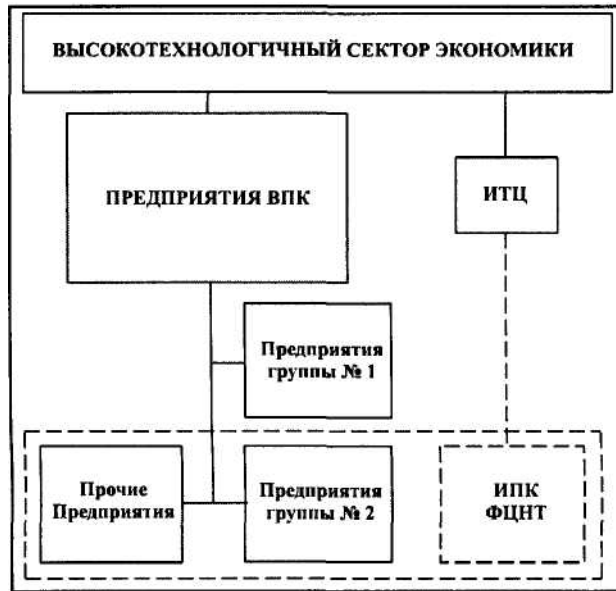 ВЫСОКОТЕХНОЛОГИЧНЫЙ СЕКТОР ЭКОНОМИКИ
ПРЕДПРИЯТИЯ ВПК
ИТЦ
Предприятия
группы № 1
Прочие
Предприятия
Предприятия
группы № 2
ИПК
ФЦНТ